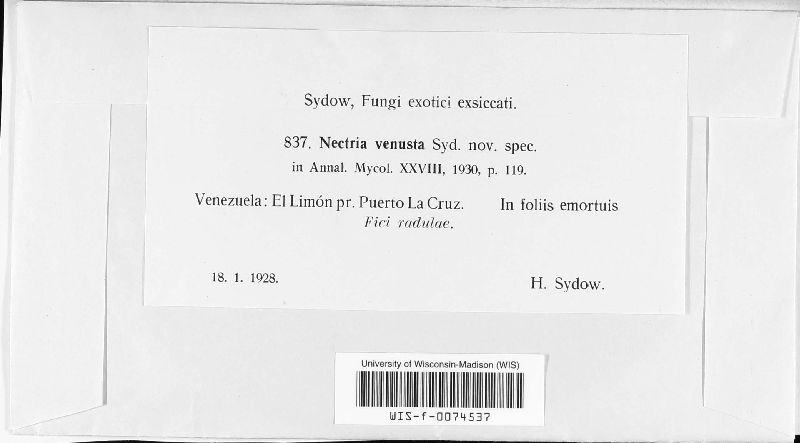 Sydow, Fungi exotici exsiccati.
837. Nectria venusta Syd. nov. spec.
in Annal. Mycol. XXVIII, 1930, p. 119.
Venezuela: El Limón pr. Puerto La Cruz. In foliis emortuis
Fici radulae.
18. 1. 1928. H. Sydow.
University of Wisconsin-Madison (WIS)
WIS-f-0074537